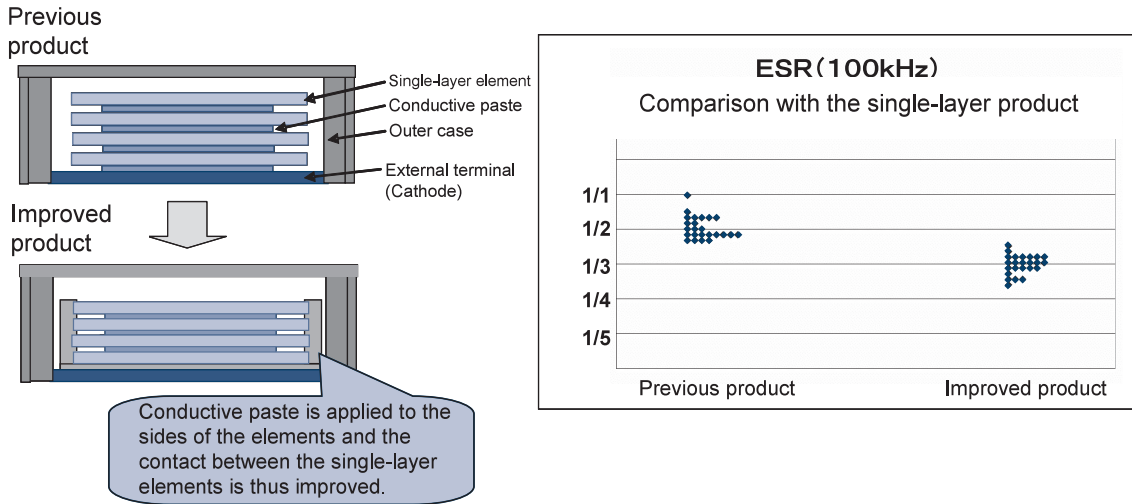 Previous
product
Single-layer element
Conductive paste
Outer case
External terminal
(Cathode)
Improved
product
Conductive paste is applied to the
sides of the elements and the
contact between the single-layer
elements is thus improved.
ESR(100kHz)
Comparison with the single-layer product
1/1
1/2
1/3
1/4
1/5
Previous product
Improved product